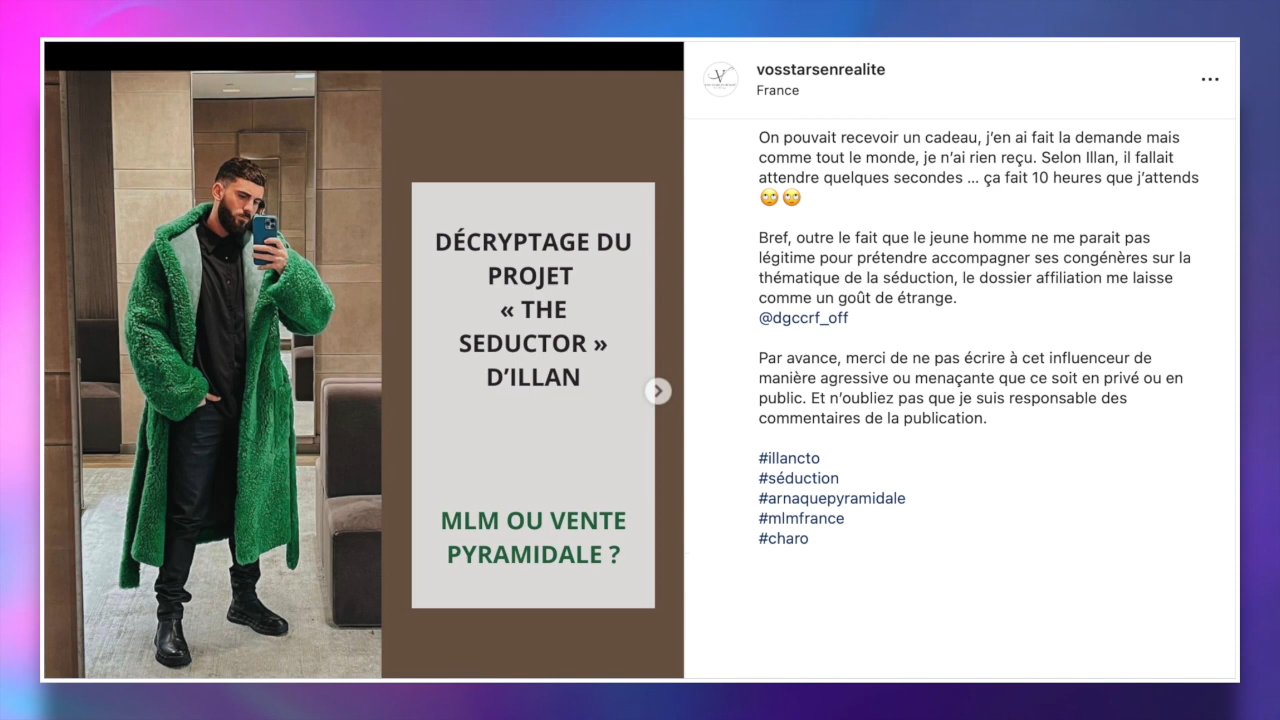 DÉCRYPTAGE DU
PROJET
« THE
SEDUCTOR »
D’ILLAN
MLM OU VENTE
PYRAMIDALE ?
vosstarsenrealite
France
On pouvait recevoir un cadeau, j’en ai fait la demande mais
comme tout le monde, je n’ai rien reçu. Selon Illan, il fallait
attendre quelques secondes ... ça fait 10 heures que j’attends
🙄 🙄
Bref, outre le fait que le jeune homme ne me parait pas
légitime pour prétendre accompagner ses congénères sur la
thématique de la séduction, le dossier affiliation me laisse
comme un goût de étrange.
@dgccrf_off
Par avance, merci de ne pas écrire à cet influenceur de
manière agressive ou menaçante que ce soit en privé ou en
public. Et n’oubliez pas que je suis responsable des
commentaires de la publication.
#illancto
#séduction
#arnaquepyramidale
#mlmfrance
#charo